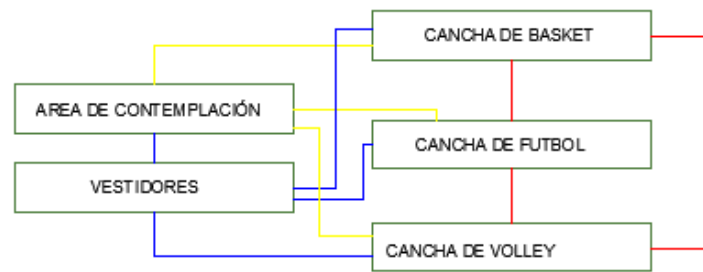 CANCHA DE BASKET
AREA DE CONTEMPLACIÓN
CANCHA DE FUTBOL
VESTIDORES
CANCHA DE VOLLEY